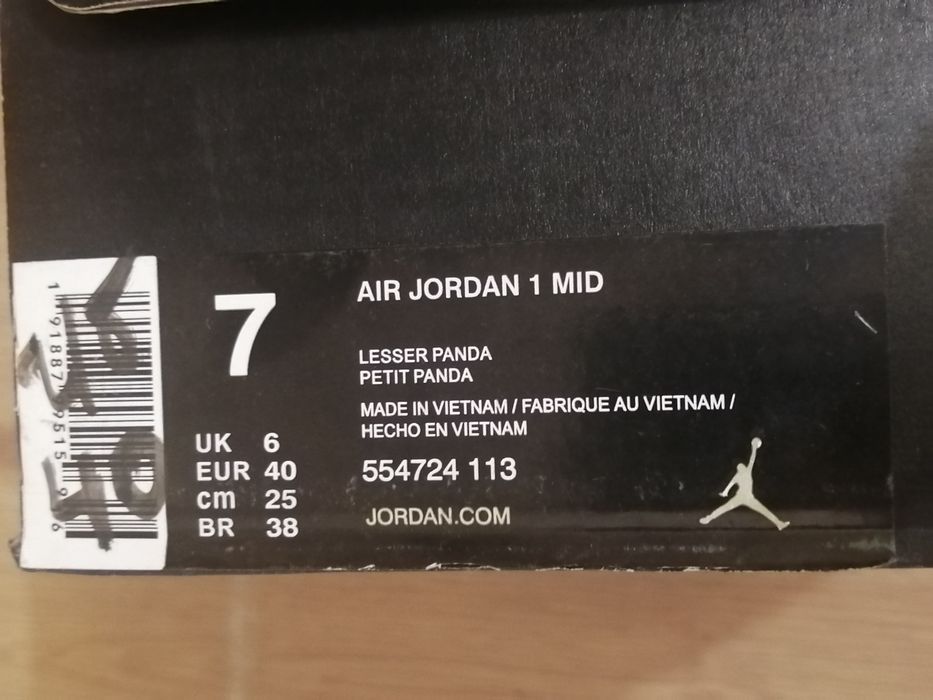 7
UK 6
EUR 40
cm 25
BR 38
AIR JORDAN 1 MID
LESSER PANDA
PETIT PANDA
MADE IN VIETNAM / FABRIQUE AU VIETNAM /
HECHO EN VIETNAM
554724 113
JORDAN.COM